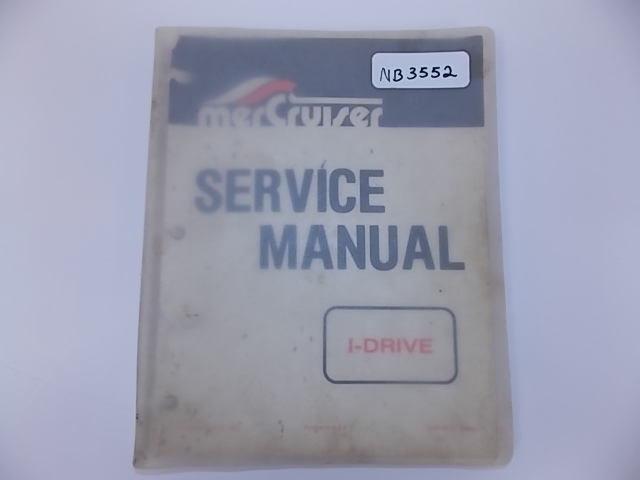 NB3552
merCruiser
SERVICE
MANUAL
I-DRIVE